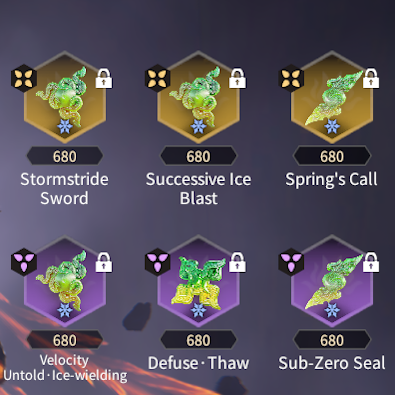 680 680 680
Stormstride Successive Ice Spring's Call
Sword Blast
680 680 680
Velocity Defuse·Thaw Sub-Zero Seal
Untold·Ice-wielding